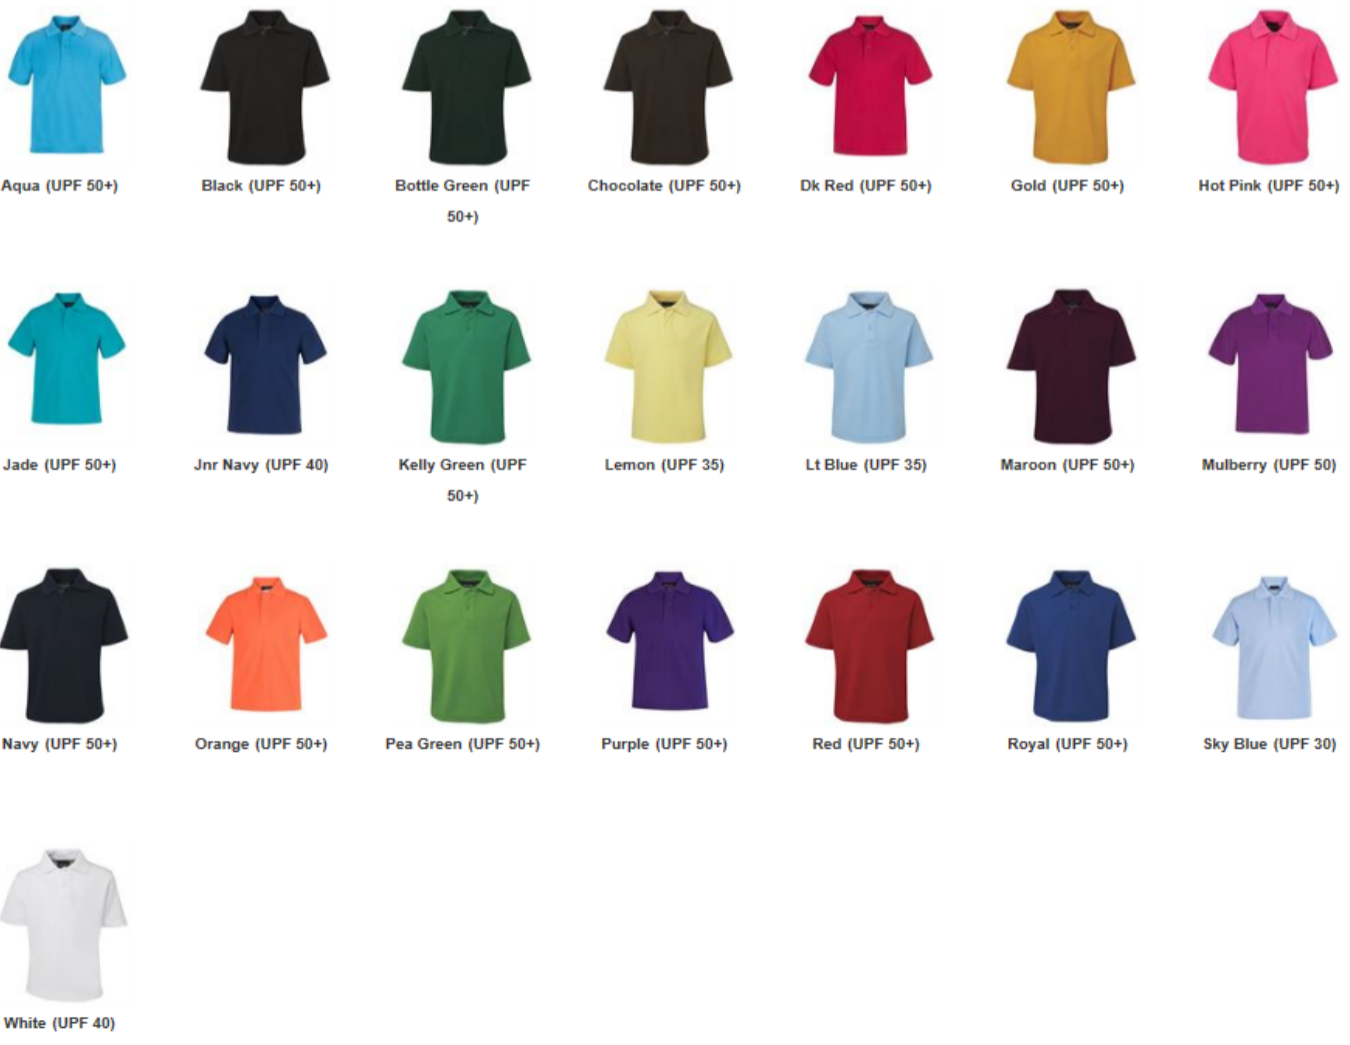 Aqua (UPF 50+)
Black (UPF 50+)
Bottle Green (UPF
50+)
Chocolate (UPF 50+)
Dk Red (UPF 50+)
Gold (UPF 50+)
Hot Pink (UPF 50+)
Jade (UPF 50+)
Jnr Navy (UPF 40)
Kelly Green (UPF
50+)
Lemon (UPF 35)
Lt Blue (UPF 35)
Maroon (UPF 50+)
Mulberry (UPF 50)
Navy (UPF 50+)
Orange (UPF 50+)
Pea Green (UPF 50+)
Purple (UPF 50+)
Red (UPF 50+)
Royal (UPF 50+)
Sky Blue (UPF 30)
White (UPF 40)